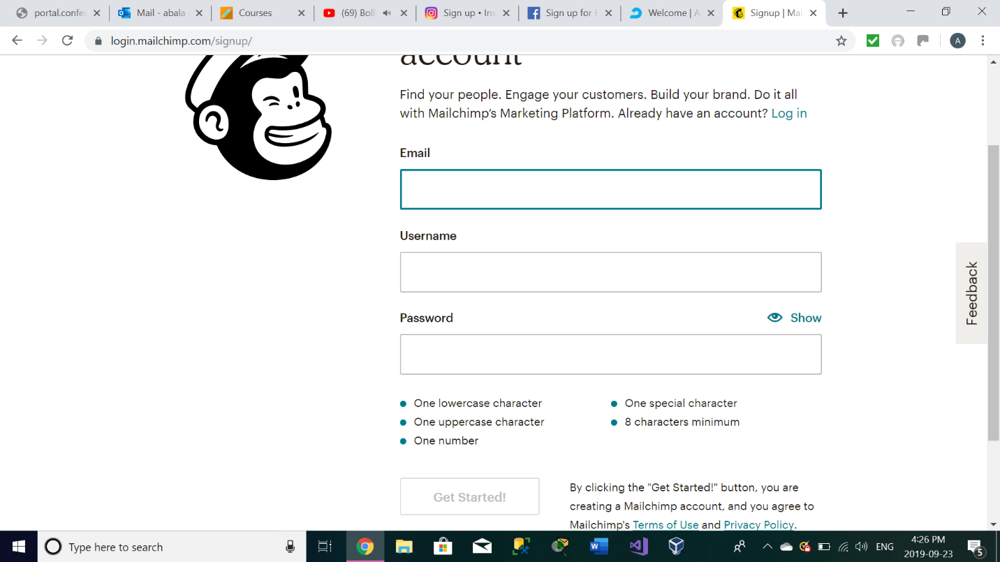 portal.confed
Mail - abala
Courses
(69) Boll
Sign up • Ins
Sign up for F
Welcome | A
Signup | Mai
login.mailchimp.com/signup/
A
account
Find your people. Engage your customers. Build your brand. Do it all
with Mailchimp's Marketing Platform. Already have an account? Log in
Email
Username
Password
Show
One lowercase character
One special character
One uppercase character
8 characters minimum
One number
Get Started!
By clicking the "Get Started!" button, you are
creating a Mailchimp account, and you agree to
Mailchimp's Terms of Use and Privacy Policy.
Feedback
Type here to search
ENG
4:26 PM
2019-09-23
5